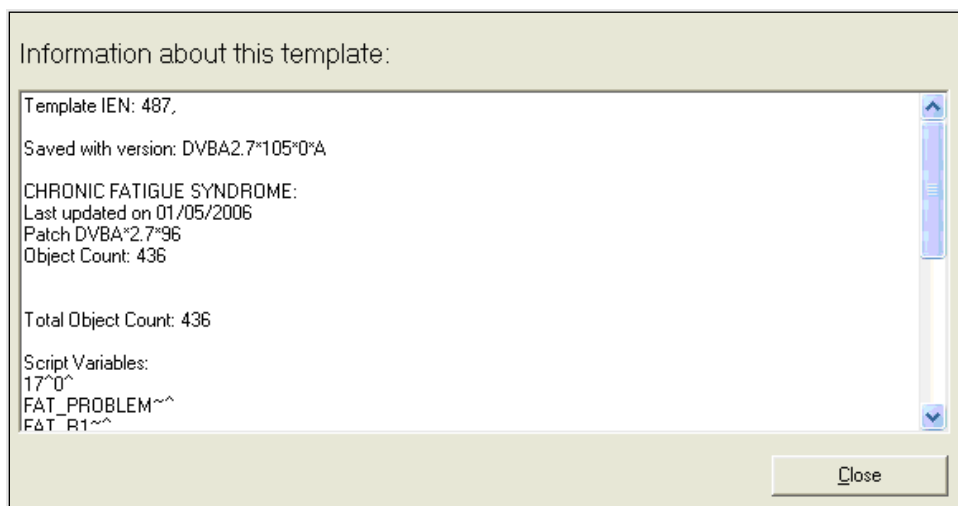 Information about this template:
Template IEN: 487,
Saved with version: DVBA2.7*105*0*A
CHRONIC FATIGUE SYNDROME:
Last updated on 01/05/2006
Patch DVBA*2.7*96
Object Count: 436
Total Object Count: 436
Script Variables:
17^0^
FAT_PROBLEM~^
FAT_R1~^
Close